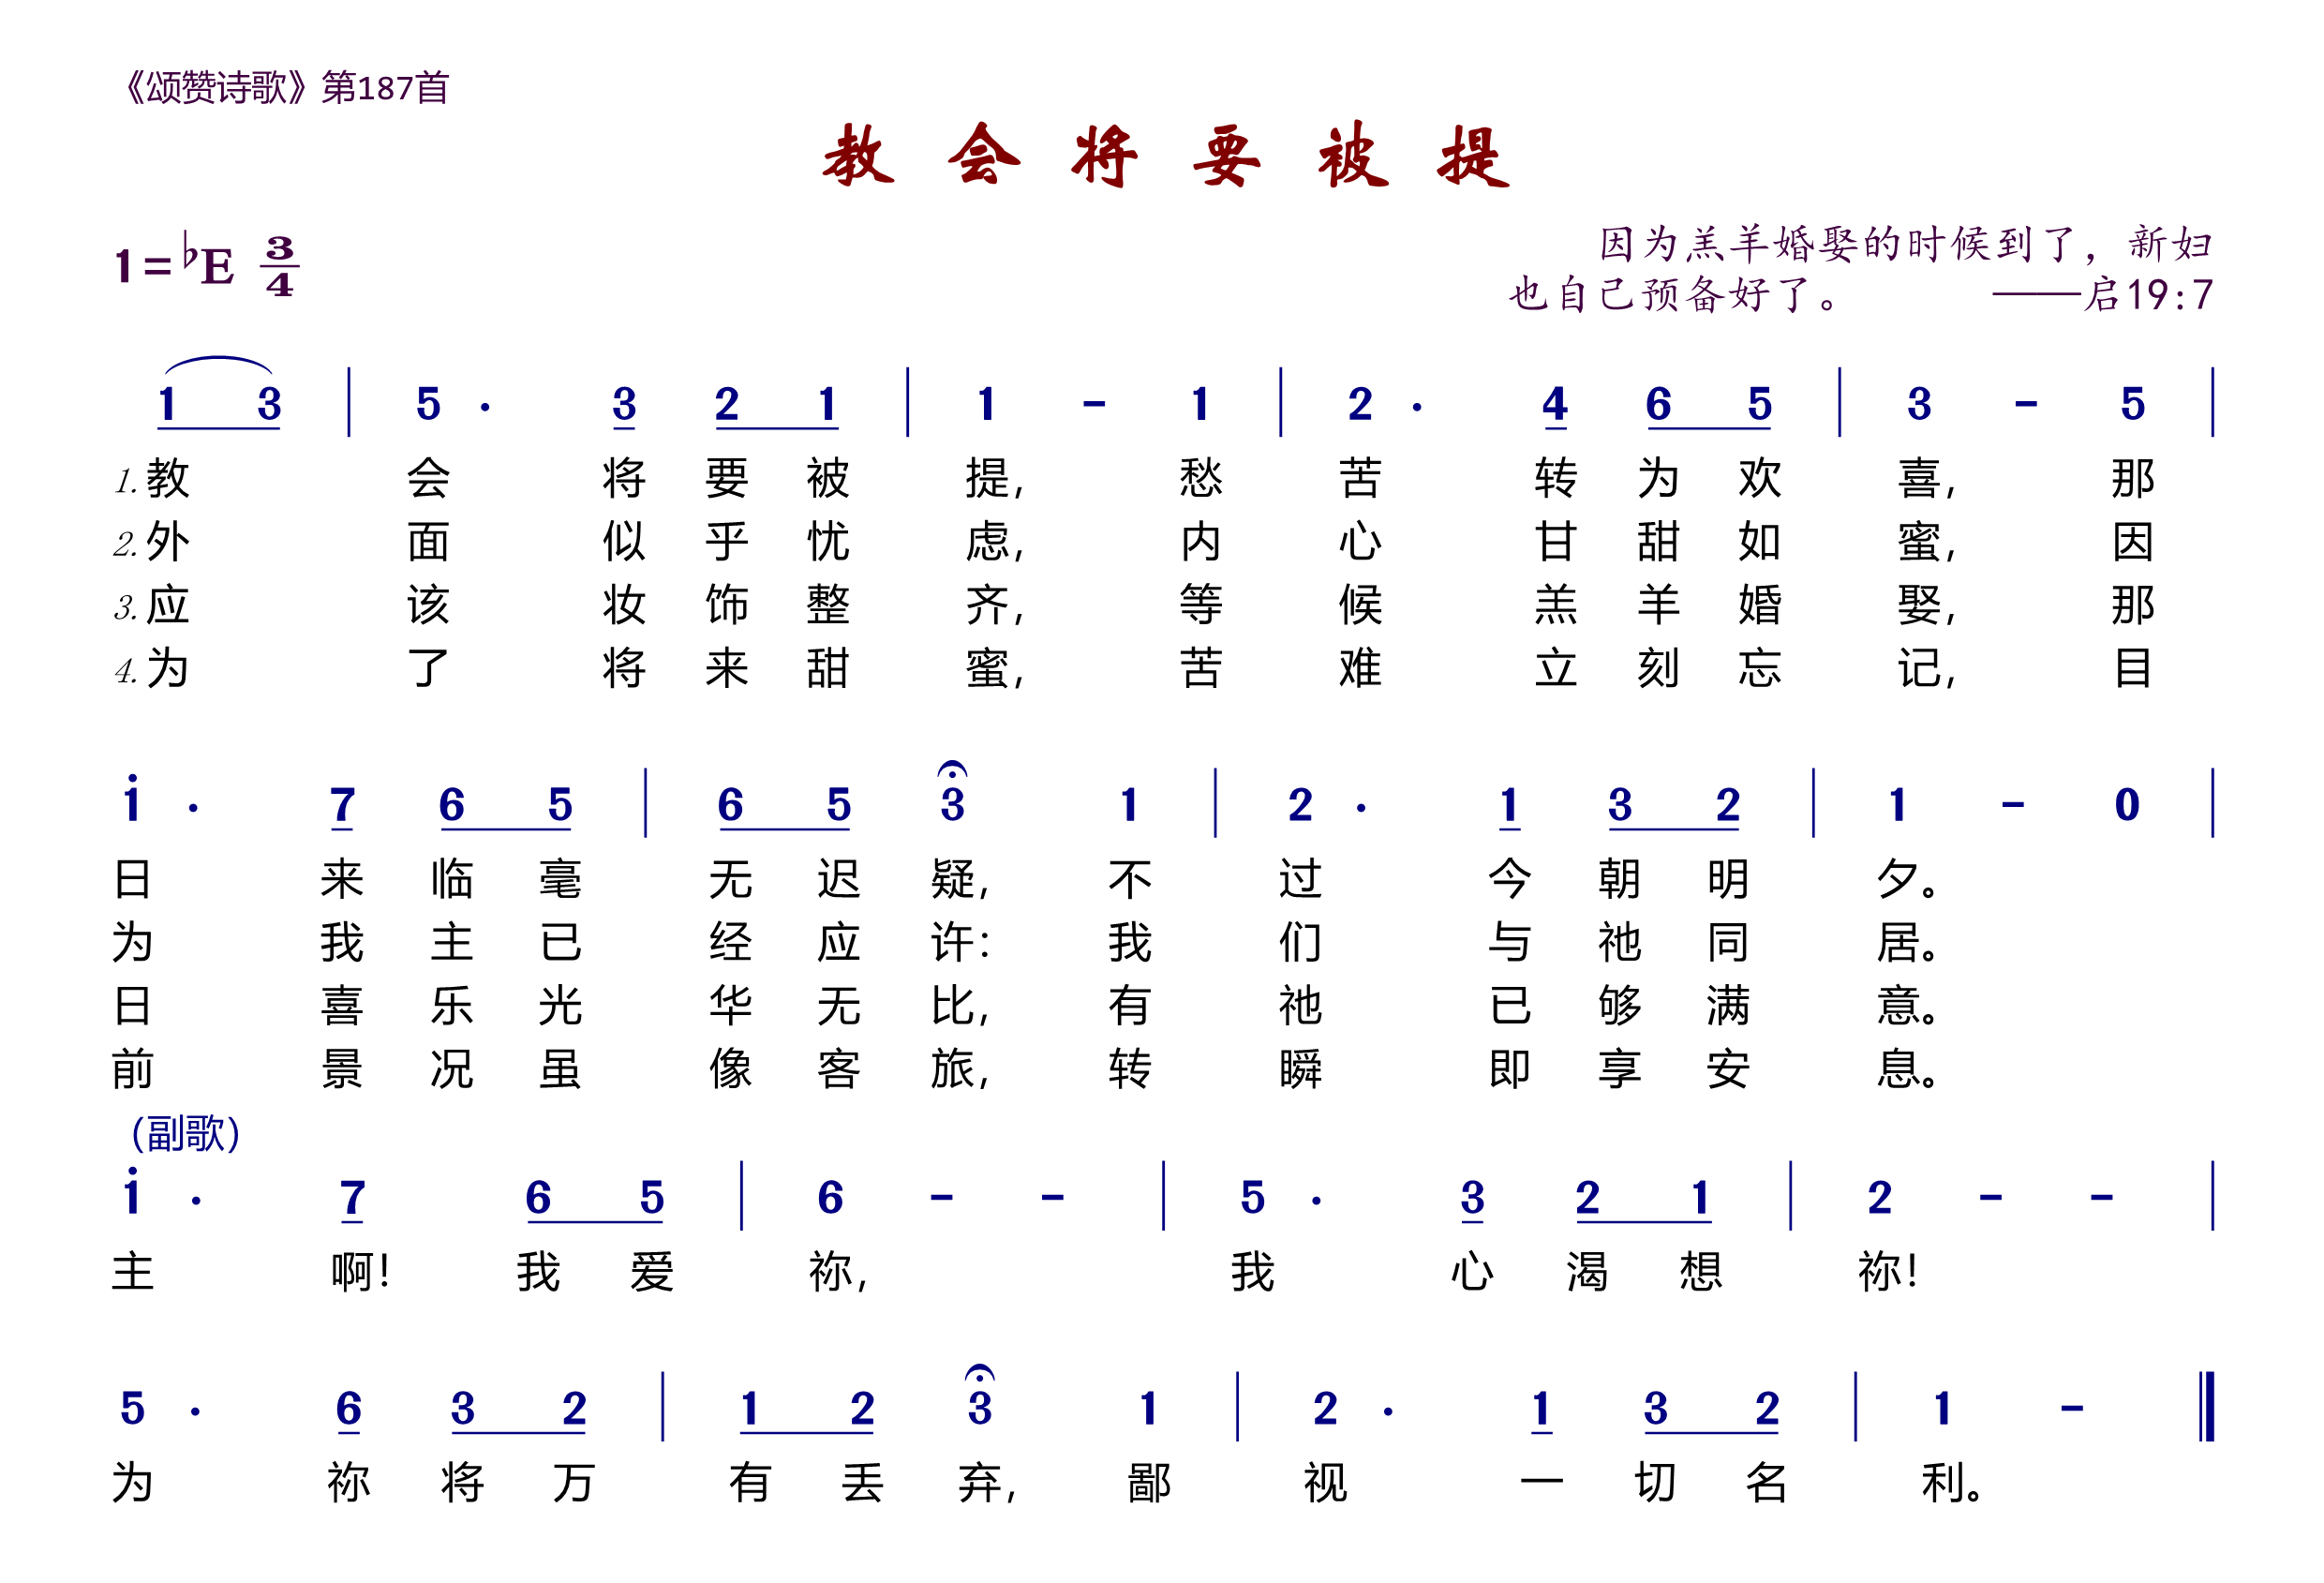 《颂赞诗歌》第187首
教会将要被提
1=♭E 3/4
因为羔羊婚娶的时候到了，新妇
也自己预备好了。 ——启19:7
1 3 | 5 · 3 2 1 | 1 - 1 | 2 · 4 6 5 | 3 - 5 |
1.教会将要被提，愁苦转为欢喜，那
2.外面似乎忧虑，内心甘甜如蜜，因
3.应该妆饰整齐，等候羔羊婚娶，那
4.为了将来甜蜜，苦难立刻忘记，目
i · 7 6 5 | 6 5 3 1 | 2 · 1 3 2 | 1 - 0 |
日来临毫无迟疑，不过今朝明夕。
为我主已经应许：我们与祂同居。
日喜乐光华无比，有祂已够满意。
前景况虽像客旅，转瞬即享安息。
(副歌)
i · 7 6 5 | 6 - - | 5 · 3 2 1 | 2 - - |
主啊！我爱祢，我心渴想祢！
5 · 6 3 2 | 1 2 3 1 | 2 · 1 3 2 | 1 - ‖
为祢将万有丢弃，鄙视一切名利。